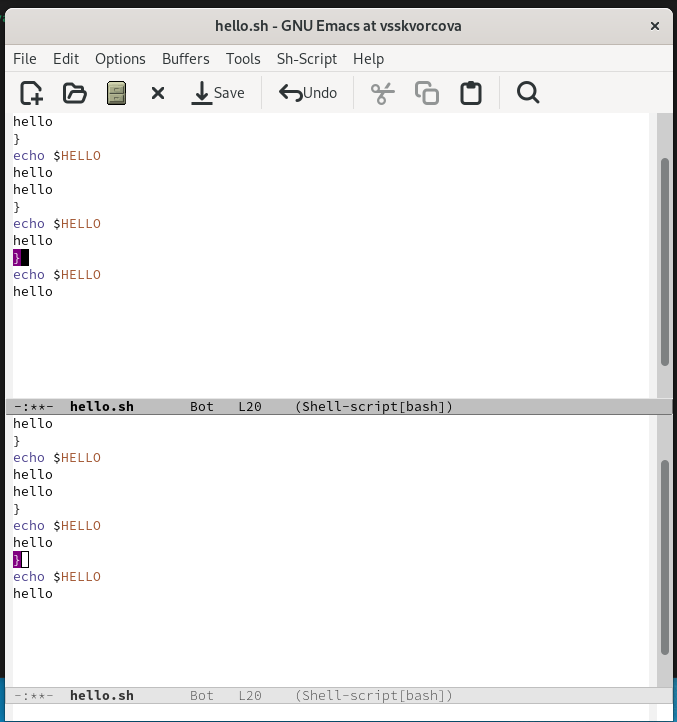 hello.sh - GNU Emacs at vsskvorcova
File Edit Options Buffers Tools Sh-Script Help
Save Undo
hello
}
echo $HELLO
hello
hello
}
echo $HELLO
hello
}
echo $HELLO
hello
-:**-  hello.sh       Bot   L20    (Shell-script[bash])
hello
}
echo $HELLO
hello
hello
}
echo $HELLO
hello
}
echo $HELLO
hello
-:**-  hello.sh       Bot   L20    (Shell-script[bash])